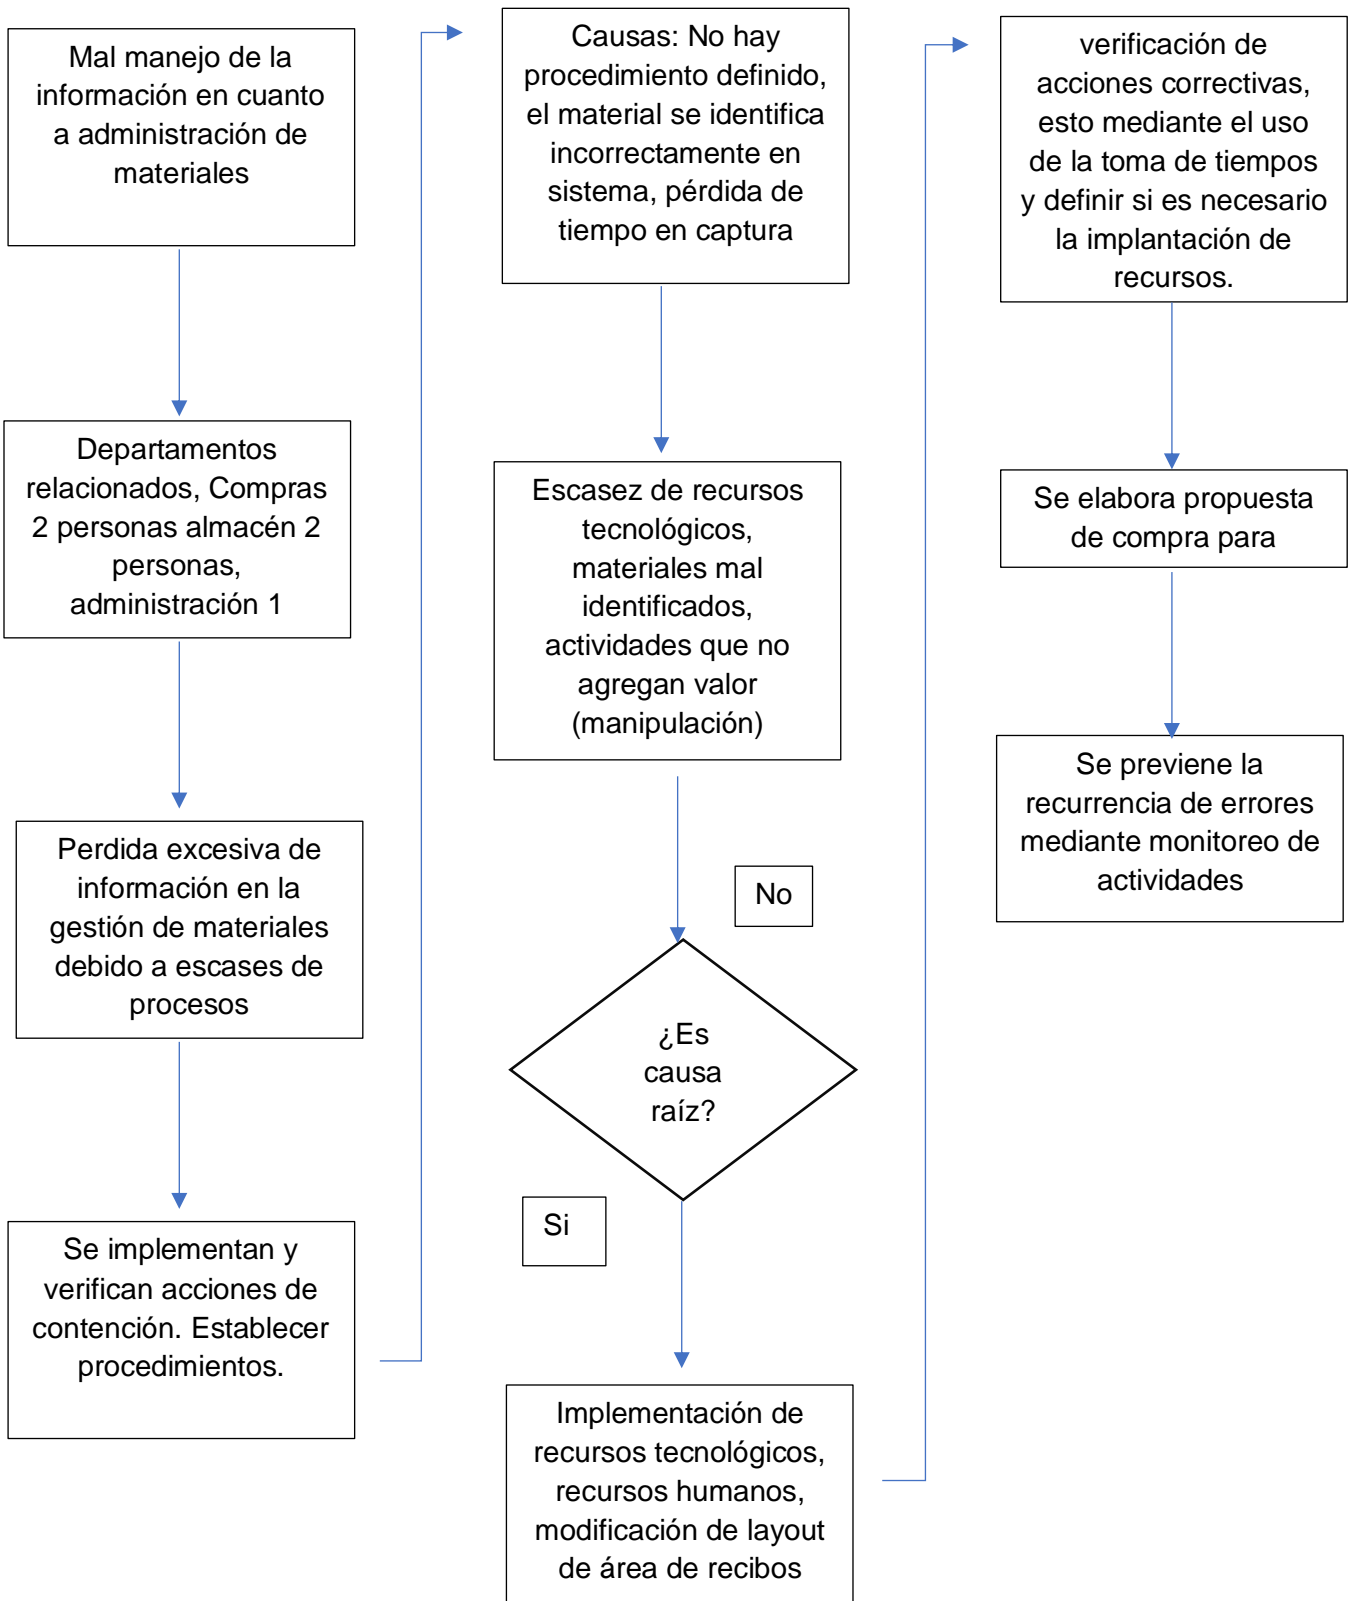 Mal manejo de la
información en cuanto
a administración de
materiales
Departamentos
relacionados, Compras
2 personas almacén 2
personas,
administración 1
Perdida excesiva de
información en la
gestión de materiales
debido a escases de
procesos
Se implementan y
verifican acciones de
contención. Establecer
procedimientos.
Causas: No hay
procedimiento definido,
el material se identifica
incorrectamente en
sistema, pérdida de
tiempo en captura
Escasez de recursos
tecnológicos,
materiales mal
identificados,
actividades que no
agregan valor
(manipulación)
No
¿Es
causa
raíz?
Si
Implementación de
recursos tecnológicos,
recursos humanos,
modificación de layout
de área de recibos
verificación de
acciones correctivas,
esto mediante el uso
de la toma de tiempos
y definir si es necesario
la implantación de
recursos.
Se elabora propuesta
de compra para
Se previene la
recurrencia de errores
mediante monitoreo de
actividades